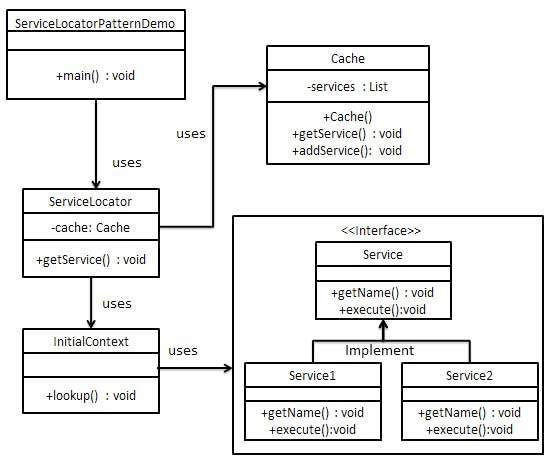 ServiceLocatorPatternDemo
+main() : void
uses
Cache
-services : List
+Cache()
+getService() : void
+addService(): void
uses
ServiceLocator
-cache: Cache
+getService() : void
uses
InitialContext
+lookup() : void
uses
<<Interface>>
Service
+getName() : void
+execute():void
Implement
Service1
+getName() : void
+execute():void
Service2
+getName() : void
+execute():void